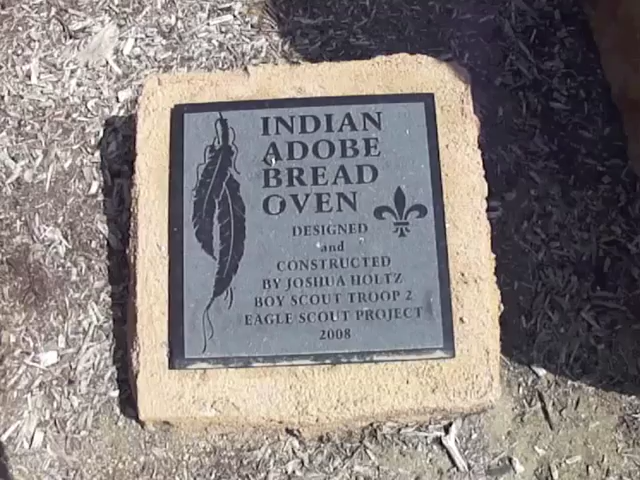 INDIAN
ADOBE
BREAD
OVEN
DESIGNED
and
CONSTRUCTED
BY JOSHUA HOLTZ
BOY SCOUT TROOP 2
EAGLE SCOUT PROJECT
2008